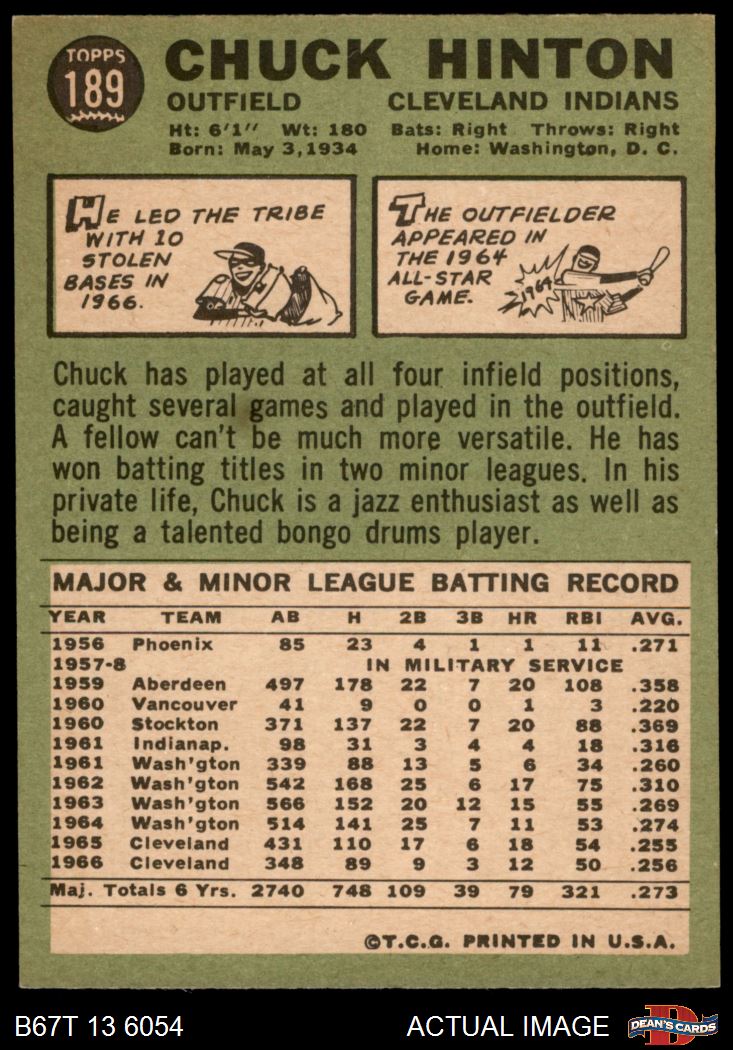 TOPPS
189
CHUCK HINTON
OUTFIELD CLEVELAND INDIANS
Ht: 6'1" Wt: 180 Bats: Right Throws: Right
Born: May 3, 1934 Home: Washington, D. C.
HE LED THE TRIBE
WITH 10
STOLEN
BASES IN
1966.
THE OUTFIELDER
APPEARED IN
THE 1964
ALL-STAR
GAME.
1964
Chuck has played at all four infield positions,
caught several games and played in the outfield.
A fellow can't be much more versatile. He has
won batting titles in two minor leagues. In his
private life, Chuck is a jazz enthusiast as well as
being a talented bongo drums player.
MAJOR & MINOR LEAGUE BATTING RECORD
YEAR TEAM AB H 2B 3B HR RBI AVG.
1956 Phoenix 85 23 4 1 1 11 .271
1957-8 IN MILITARY SERVICE
1959 Aberdeen 497 178 22 7 20 108 .358
1960 Vancouver 41 9 0 0 1 3 .220
1960 Stockton 371 137 22 7 20 88 .369
1961 Indianap. 98 31 3 4 4 18 .316
1961 Wash'gton 339 88 13 5 6 34 .260
1962 Wash'gton 542 168 25 6 17 75 .310
1963 Wash'gton 566 152 20 12 15 55 .269
1964 Wash'gton 514 141 25 7 11 53 .274
1965 Cleveland 431 110 17 6 18 54 .255
1966 Cleveland 348 89 9 3 12 50 .256
Maj. Totals 6 Yrs. 2740 748 109 39 79 321 .273
©T.C.G. PRINTED IN U.S.A.
B67T 13 6054 ACTUAL IMAGE
D
DEAN'S CARDS